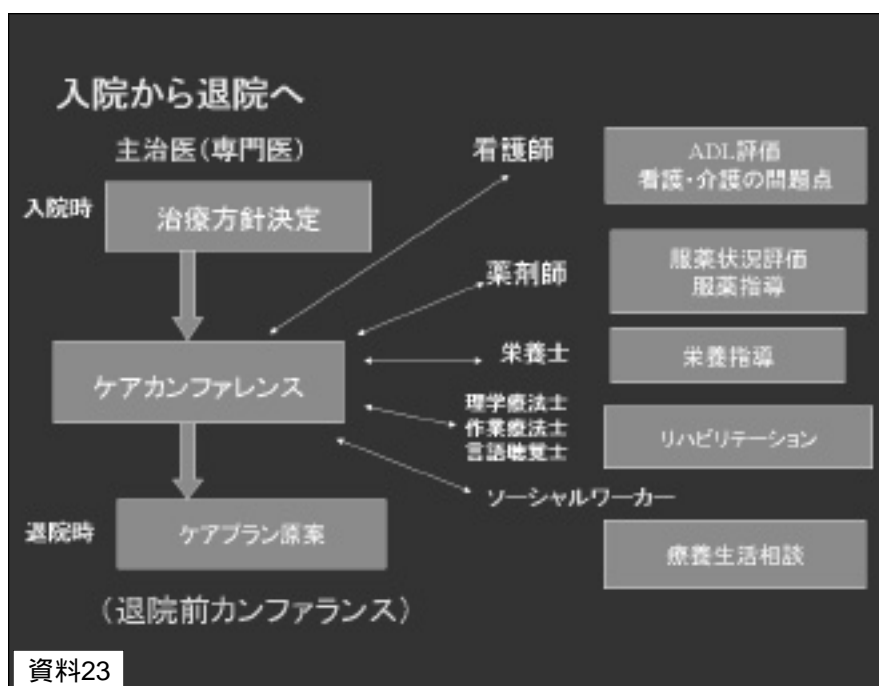 入院から退院へ
主治医(専門医)
入院時
治療方針決定
ケアカンファレンス
退院時
ケアプラン原案
(退院前カンファランス)
看護師
ADL評価
看護・介護の問題点
薬剤師
服薬状況評価
服薬指導
栄養士
栄養指導
理学療法士
作業療法士
言語聴覚士
リハビリテーション
ソーシャルワーカー
療養生活相談
資料23